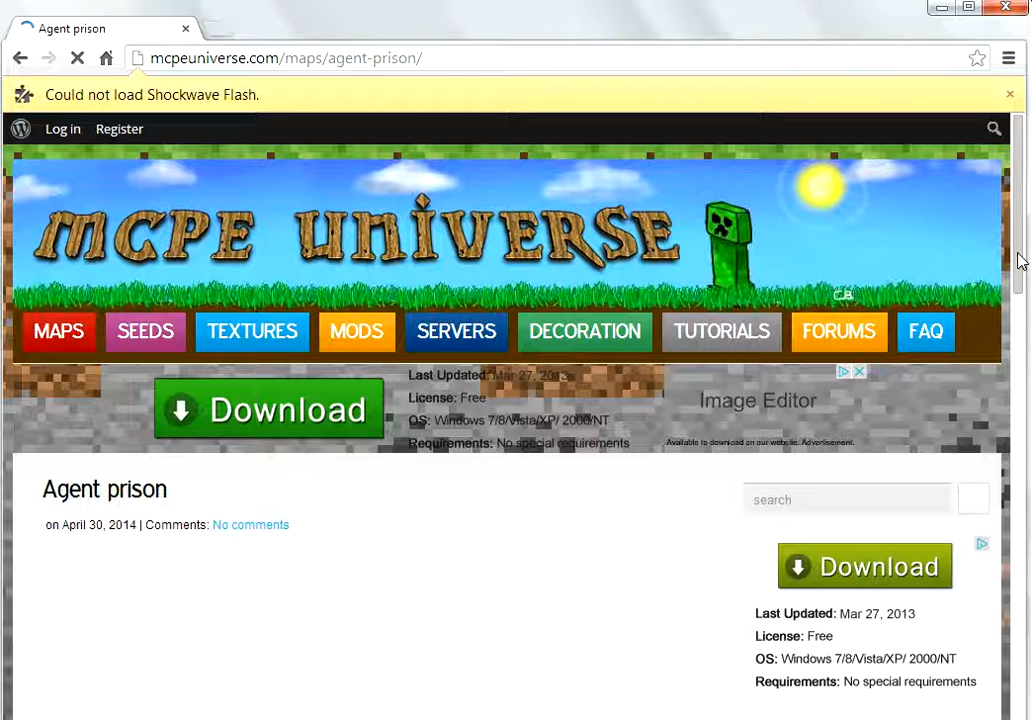 Agent prison
mcpeuniverse.com/maps/agent-prison/
Could not load Shockwave Flash.
Log in Register
MCPE UNIVERSE
CB
MAPS SEEDS TEXTURES MODS SERVERS DECORATION TUTORIALS FORUMS FAQ
Download
Last Updated: Mar 27, 2013
License: Free
OS: Windows 7/8/Vista/XP/ 2000/NT
Requirements: No special requirements
Image Editor
Available to download on our website. Advertisement.
Agent prison
on April 30, 2014 | Comments: No comments
search
Download
Last Updated: Mar 27, 2013
License: Free
OS: Windows 7/8/Vista/XP/ 2000/NT
Requirements: No special requirements